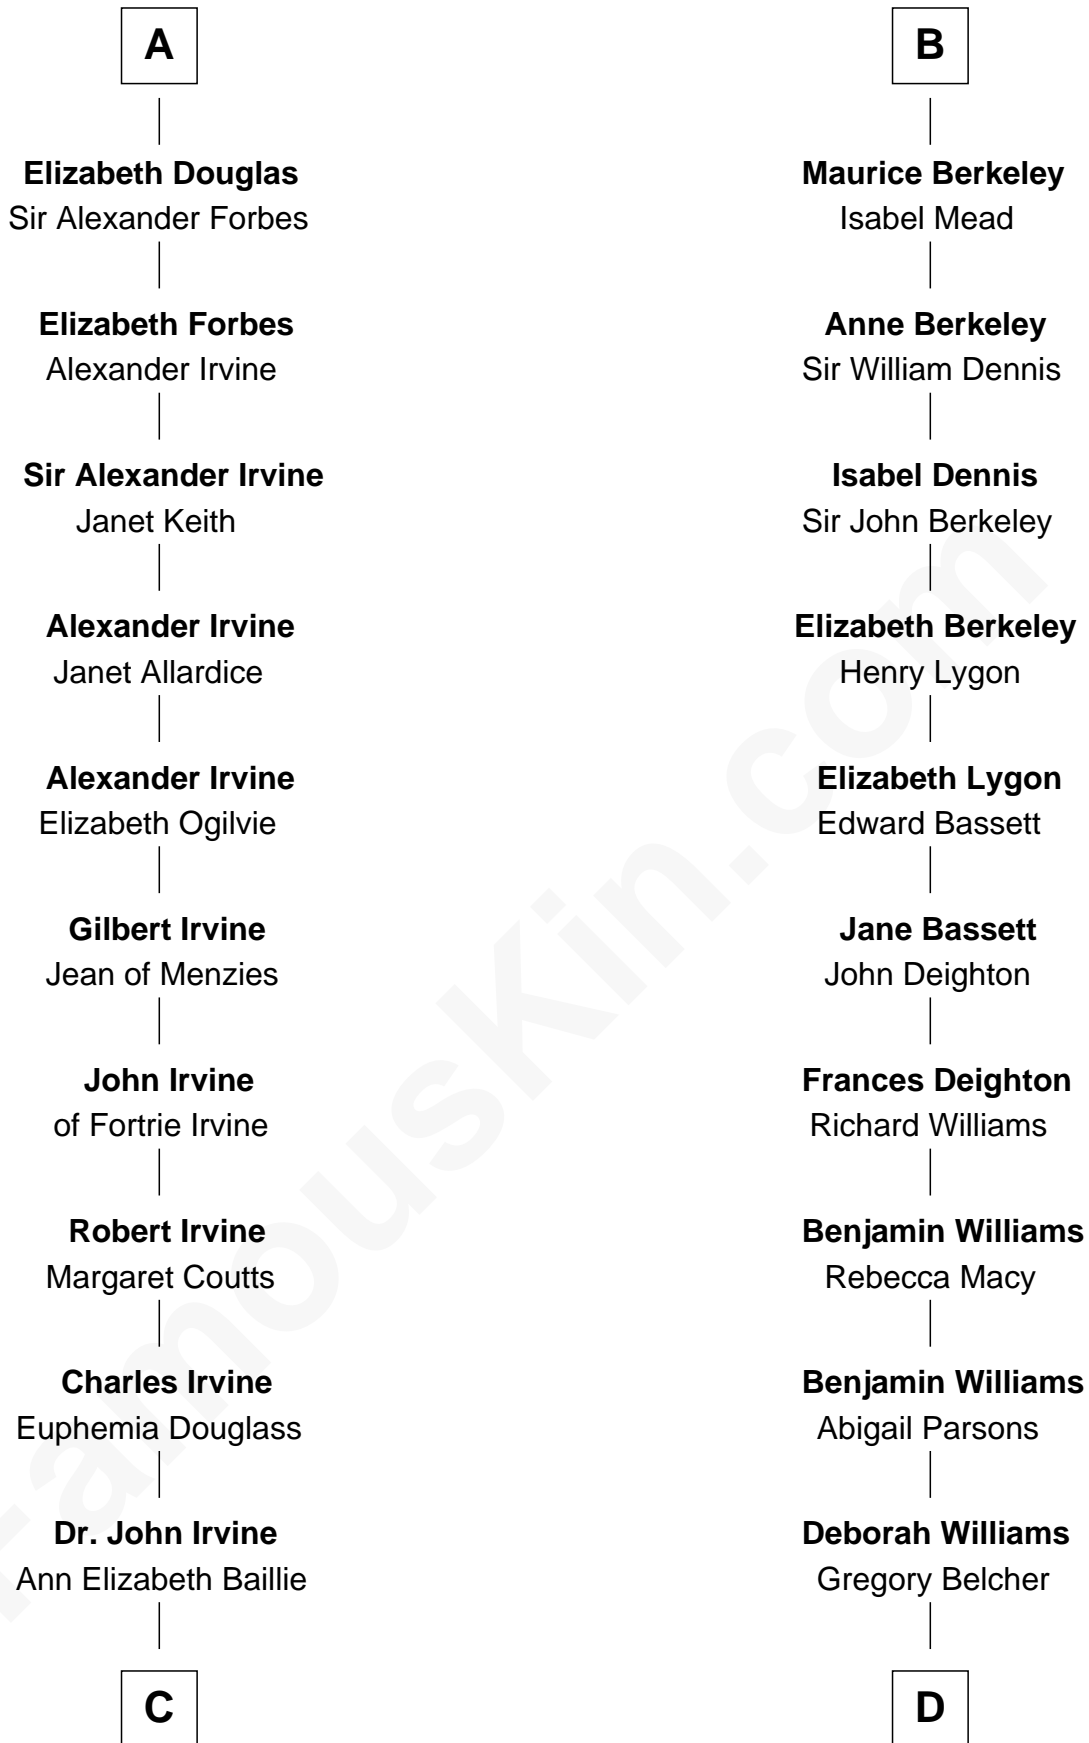 A
Elizabeth Douglas
Sir Alexander Forbes
Elizabeth Forbes
Alexander Irvine
Sir Alexander Irvine
Janet Keith
Alexander Irvine
Janet Allardice
Alexander Irvine
Elizabeth Ogilvie
Gilbert Irvine
Jean of Menzies
John Irvine
of Fortrie Irvine
Robert Irvine
Margaret Coutts
Charles Irvine
Euphemia Douglass
Dr. John Irvine
Ann Elizabeth Baillie
C
B
Maurice Berkeley
Isabel Mead
Anne Berkeley
Sir William Dennis
Isabel Dennis
Sir John Berkeley
Elizabeth Berkeley
Henry Lygon
Elizabeth Lygon
Edward Bassett
Jane Bassett
John Deighton
Frances Deighton
Richard Williams
Benjamin Williams
Rebecca Macy
Benjamin Williams
Abigail Parsons
Deborah Williams
Gregory Belcher
D
FamousKin.com